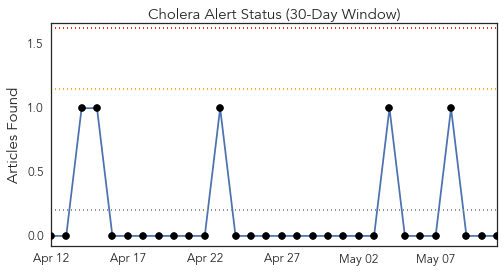 Cholera Alert Status (30-Day Window)
1.5
1.0
0.5
0.0
Articles Found
Apr 12 Apr 17 Apr 22 Apr 27 May 02 May 07